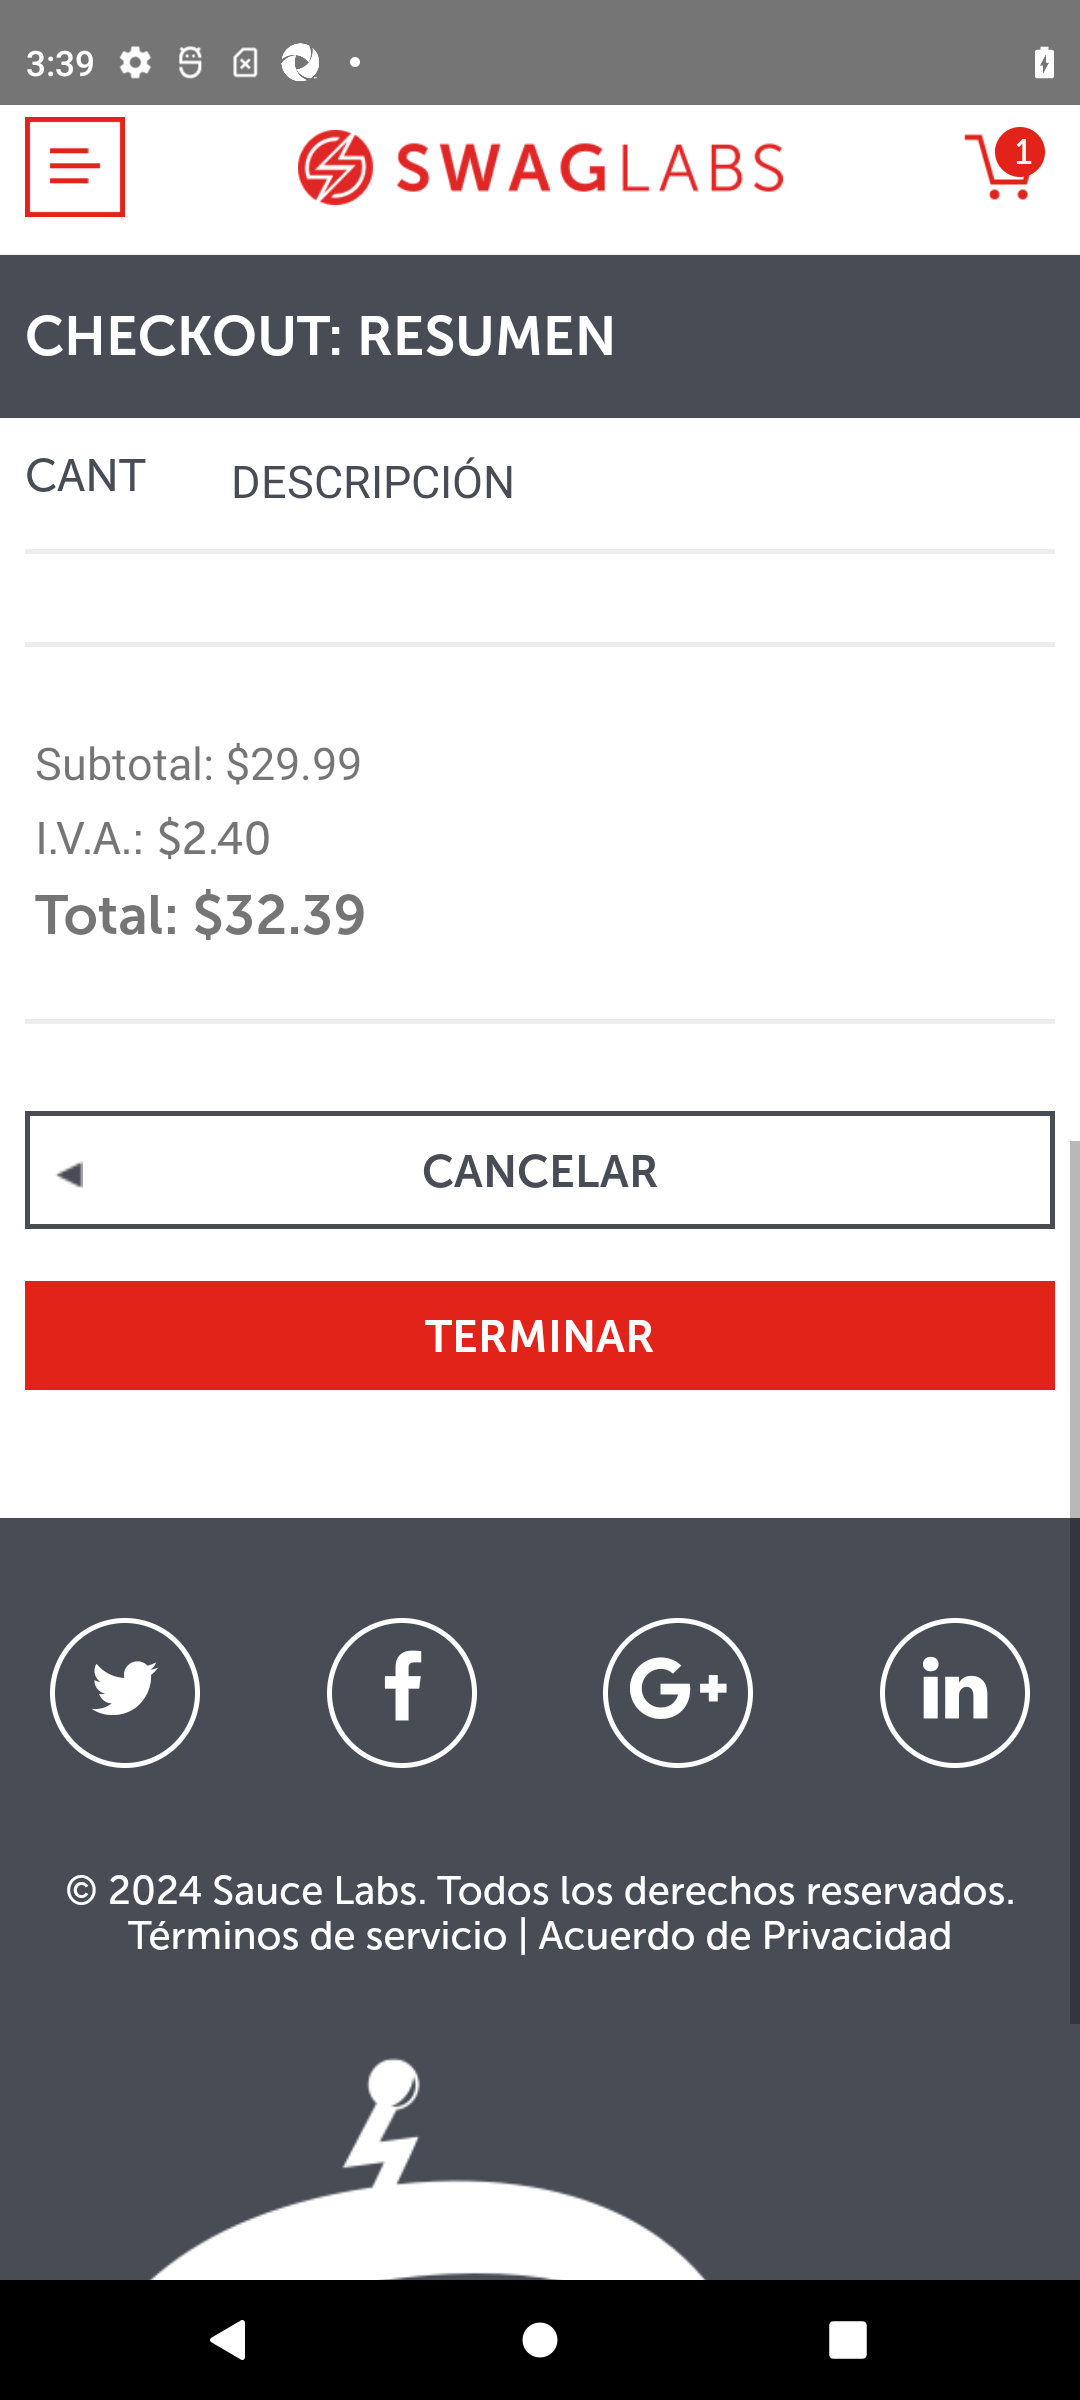 3:39
SWAGLABS
1
CHECKOUT: RESUMEN
CANT
DESCRIPCIÓN
Subtotal: $29.99
I.V.A.: $2.40
Total: $32.39
CANCELAR
TERMINAR
© 2024 Sauce Labs. Todos los derechos reservados.
Términos de servicio | Acuerdo de Privacidad